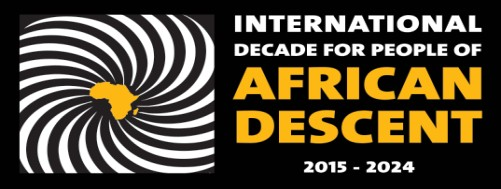 INTERNATIONAL
DECADE FOR PEOPLE OF
AFRICAN
DESCENT
2015 - 2024